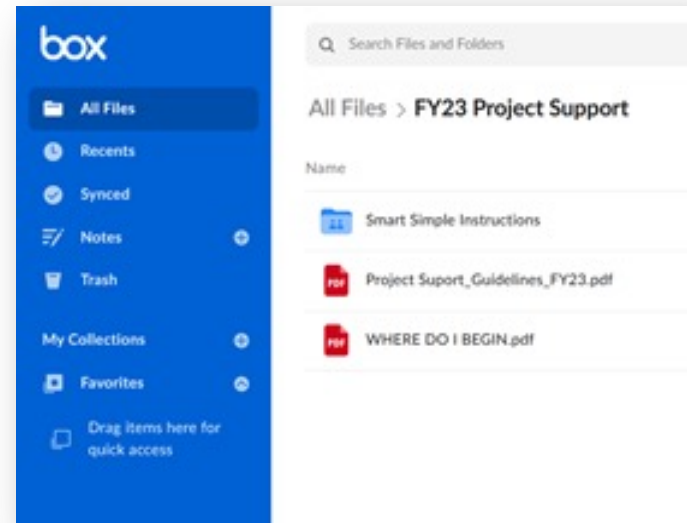 box
All Files
Recents
Synced
Notes
Trash
My Collections
Favorites
Drag items here for
quick access
Search Files and Folders
All Files > FY23 Project Support
Name
Smart Simple Instructions
PDF Project Suport_Guidelines_FY23.pdf
PDF WHERE DO I BEGIN.pdf